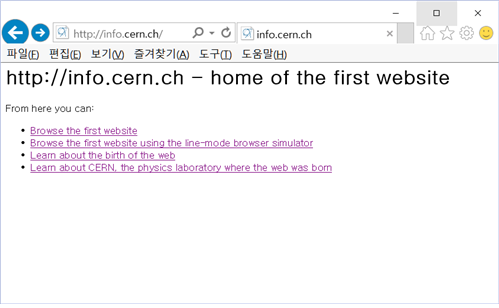 http://info.cern.ch/
info.cern.ch
파일(F) 편집(E) 보기(V) 즐겨찾기(A) 도구(T) 도움말(H)
http://info.cern.ch - home of the first website
From here you can:
Browse the first website
Browse the first website using the line-mode browser simulator
Learn about the birth of the web
Learn about CERN, the physics laboratory where the web was born